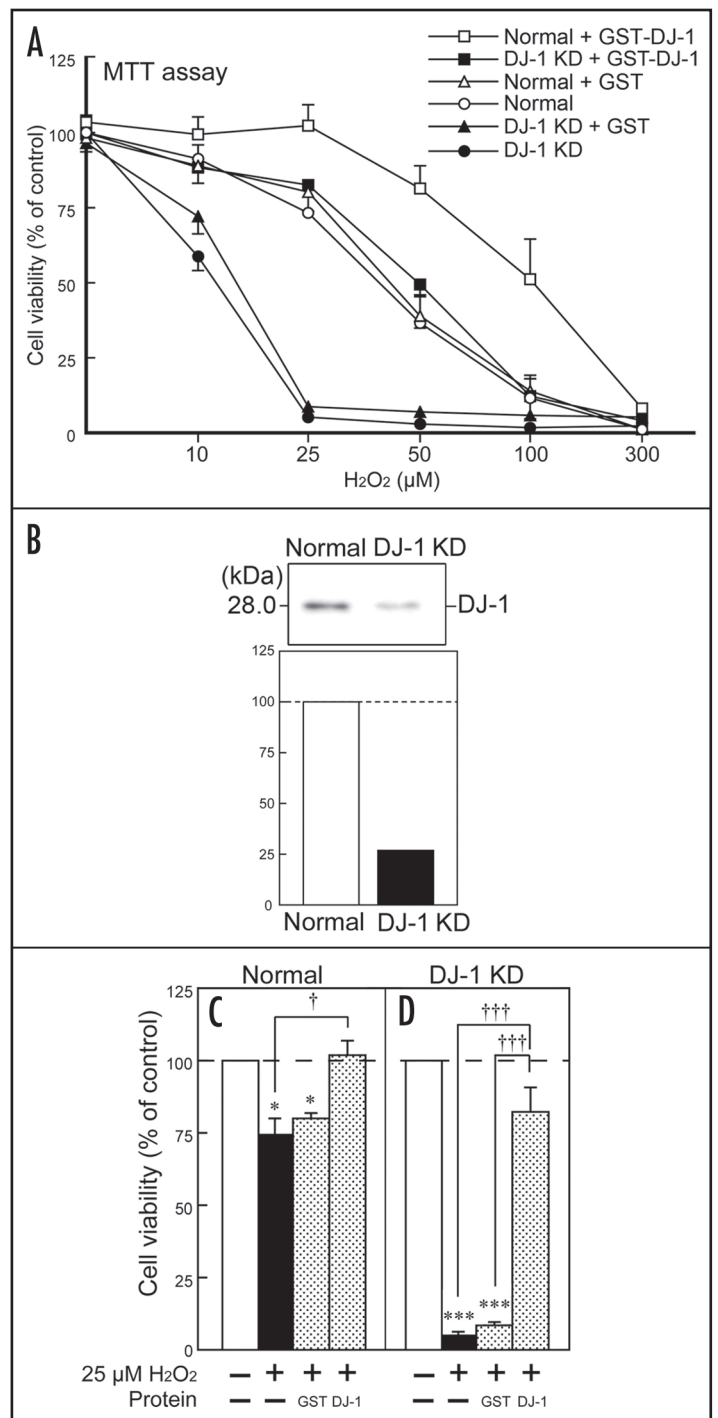 A
MTT assay
Normal + GST-DJ-1
DJ-1 KD + GST-DJ-1
Normal + GST
Normal
DJ-1 KD + GST
DJ-1 KD
Cell viability (% of control)
125
100
75
50
25
0
10 25 50 100 300
H₂O₂ (µM)
B
Normal DJ-1 KD
(kDa)
28.0
DJ-1
125
100
75
50
25
0
Normal DJ-1 KD
Normal DJ-1 KD
C
D
Cell viability (% of control)
125
100
75
50
25
0
†
* *
†††
†††
*** ***
25 µM H₂O₂ − + + + − + + +
Protein − − GST DJ-1 − − GST DJ-1